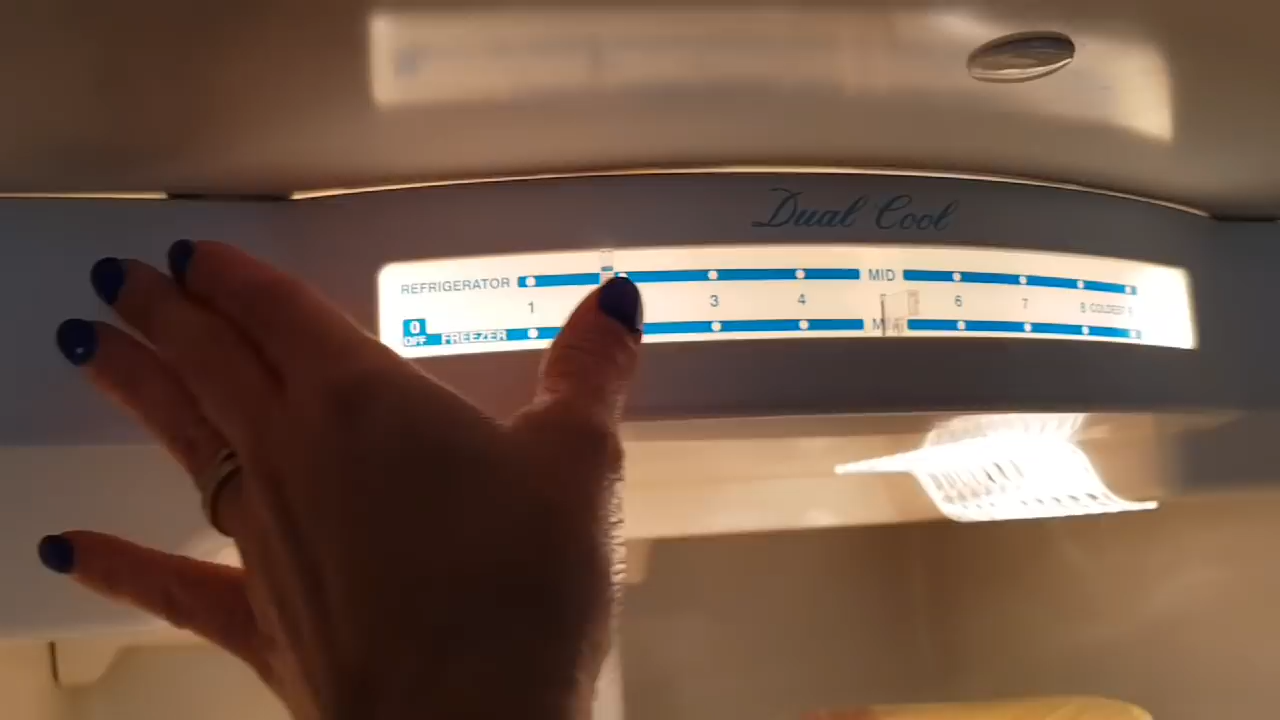 Dual Cool
REFRIGERATOR MID
1 3 4 6 7 8 COLDEST
0
OFF FREEZER